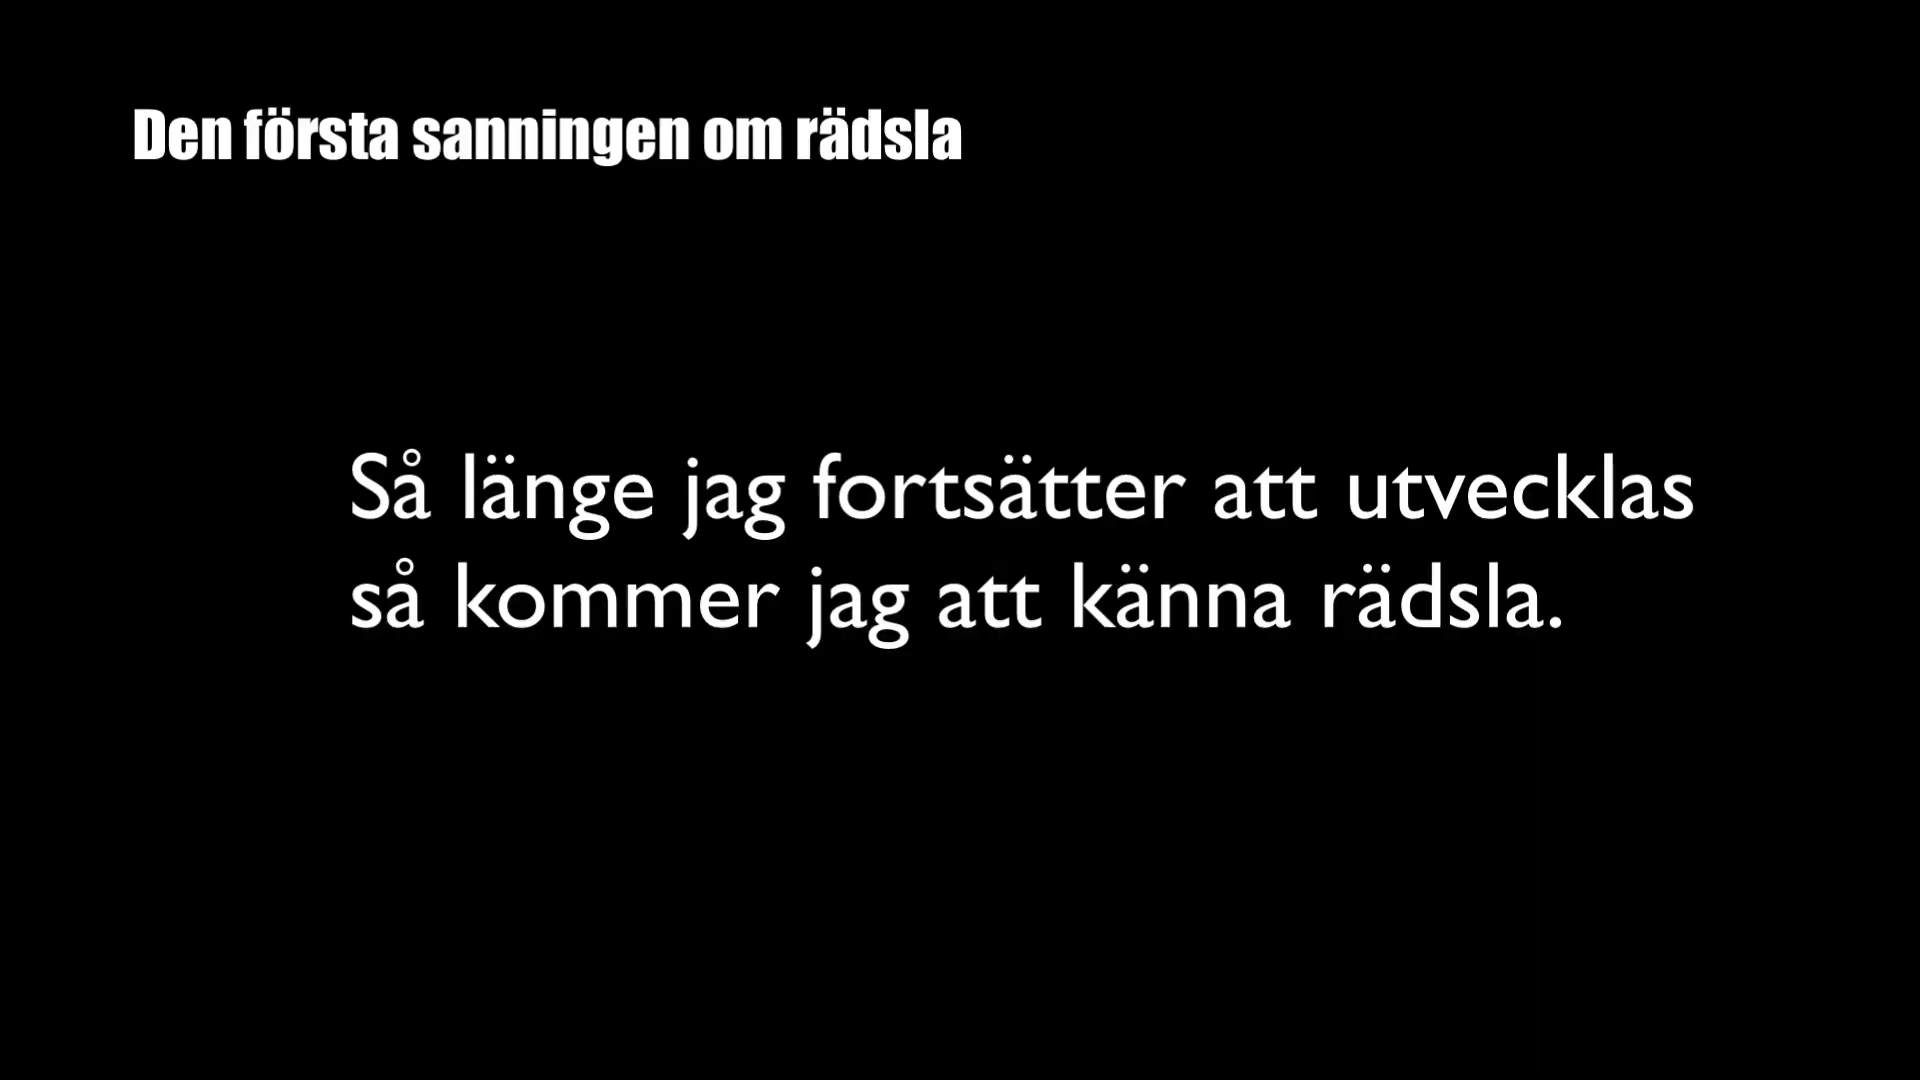 Den första sanningen om rädsla
Så länge jag fortsätter att utvecklas
så kommer jag att känna rädsla.